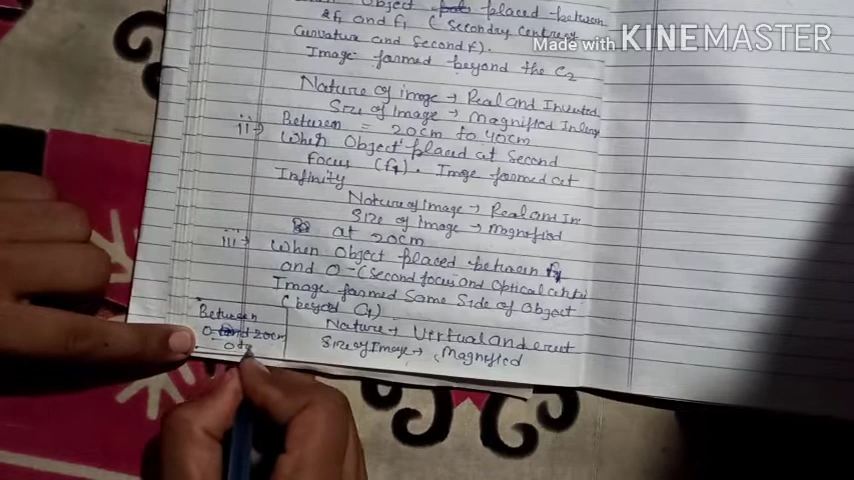 Object placed between
2f1 and f1 (Secondry Centre of
Curvature and Second f).
Made with KINEMASTER
Image formed beyond the C2
Nature of image → Real and Inverted
Size of Image → Magnified
Between = 20cm to 40cm
ii→ When Object placed at Second
Focus (f1). Image formed at
Infinity
Nature of Image → Real and In
Size of Image → Magnified
at 20cm
iii→ When Object placed between f1
and O-(Second focus and Optical centre
Image formed Same Side of Object
(beyond C1)
Nature → Virtual and erect
Size of Image → Magnified
Between
0 and 20cm